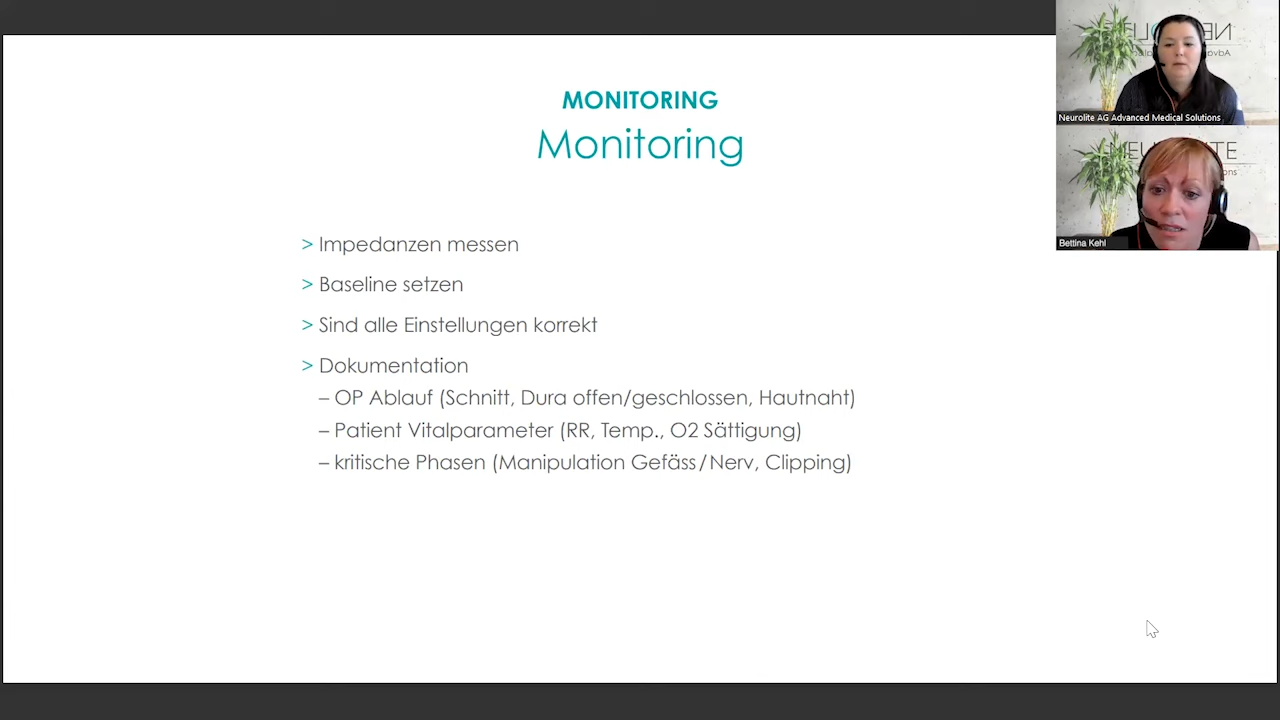 MONITORING
Monitoring
> Impedanzen messen
> Baseline setzen
> Sind alle Einstellungen korrekt
> Dokumentation
– OP Ablauf (Schnitt, Dura offen/geschlossen, Hautnaht)
– Patient Vitalparameter (RR, Temp., O2 Sättigung)
– kritische Phasen (Manipulation Gefäss/Nerv, Clipping)
Neurolite AG Advanced Medical Solutions
Bettina Kehl